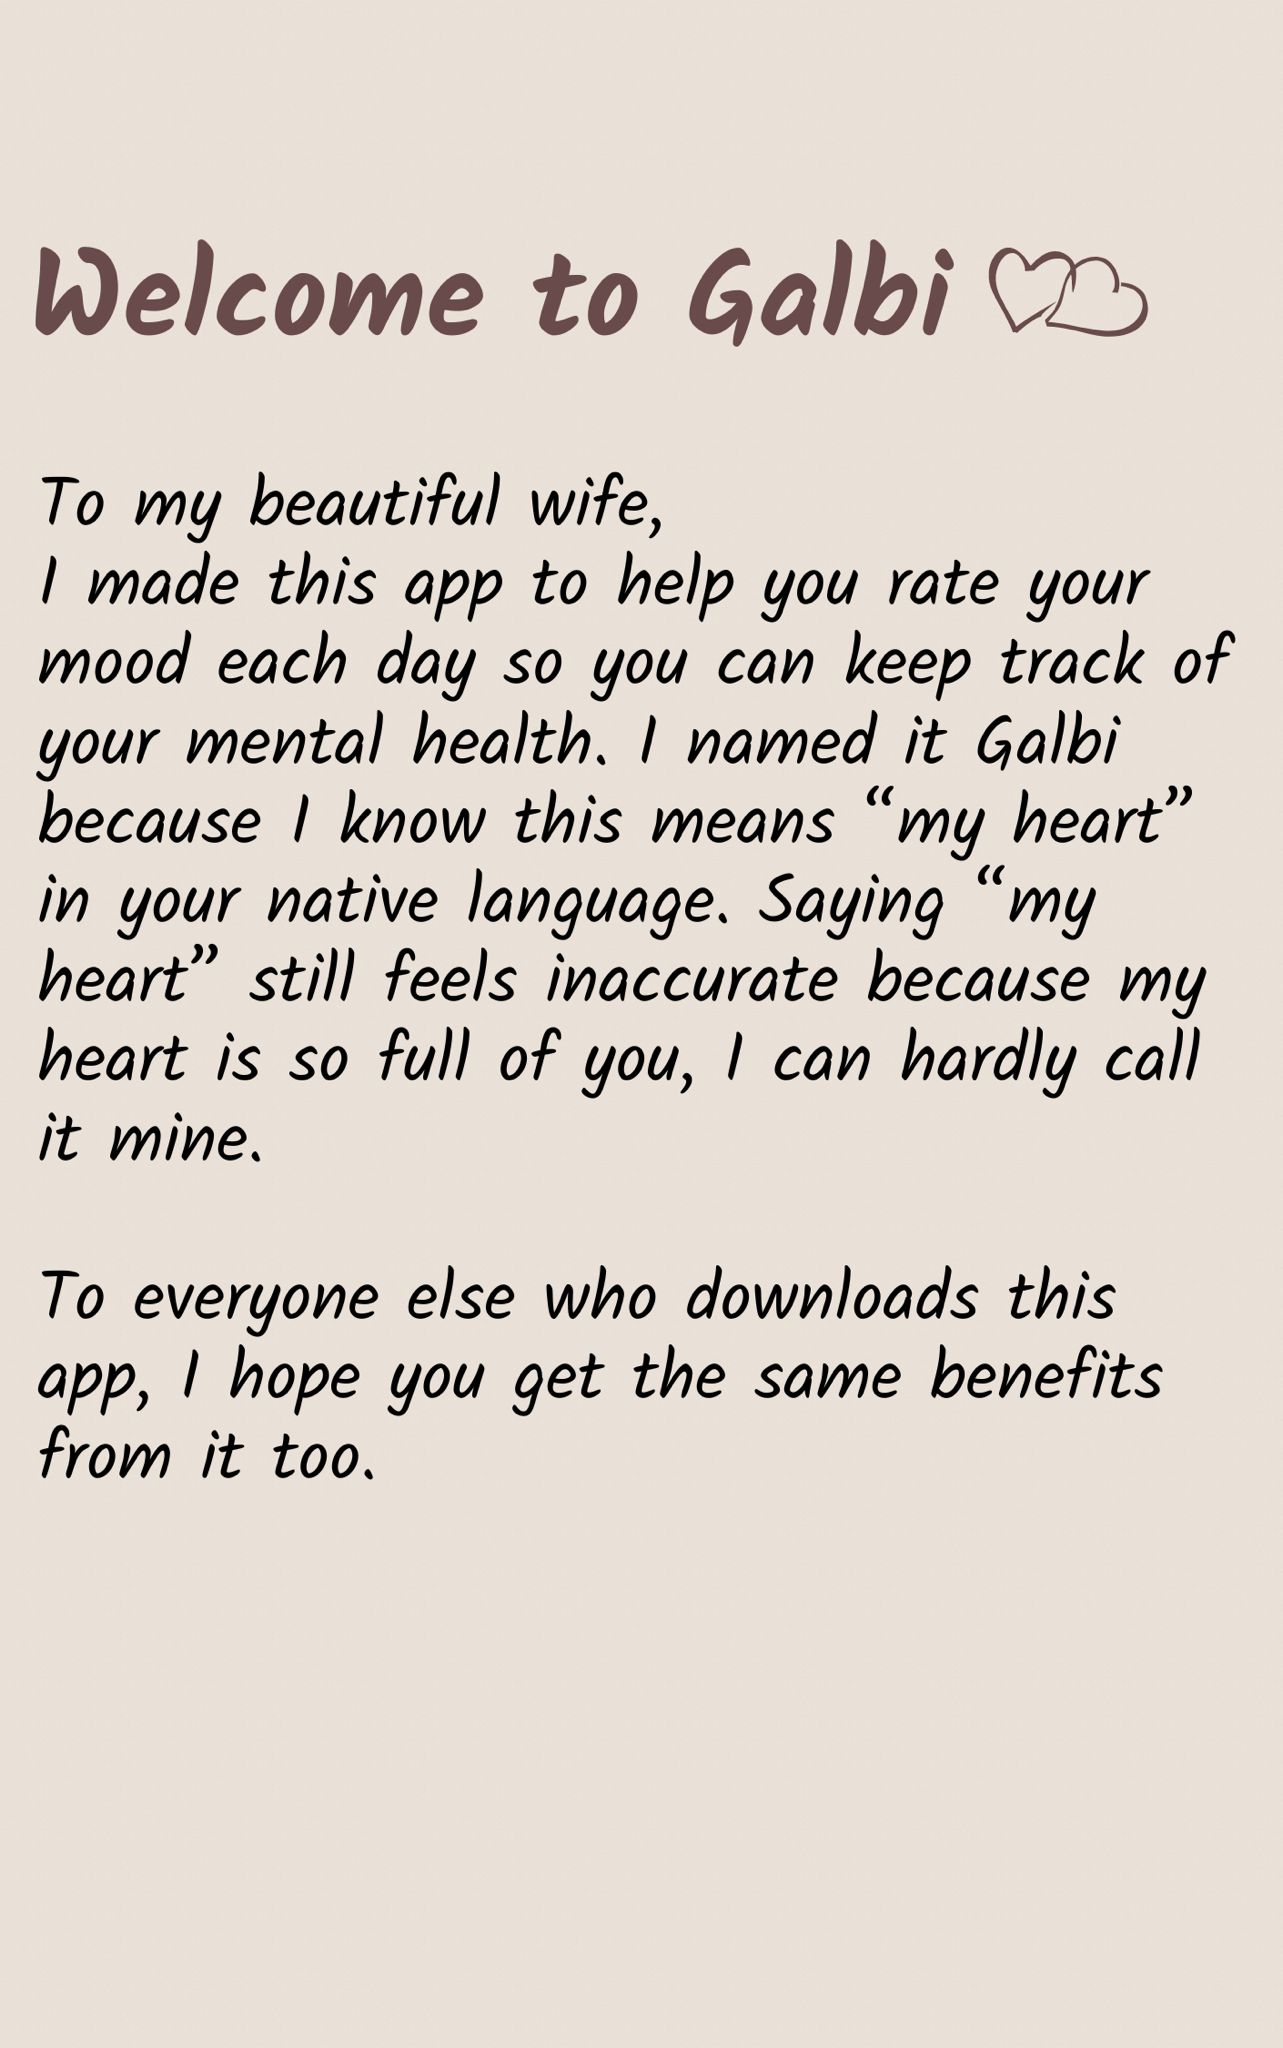 Welcome to Galbi
To my beautiful wife,
I made this app to help you rate your
mood each day so you can keep track of
your mental health. I named it Galbi
because I know this means “my heart”
in your native language. Saying “my
heart” still feels inaccurate because my
heart is so full of you, I can hardly call
it mine.
To everyone else who downloads this
app, I hope you get the same benefits
from it too.